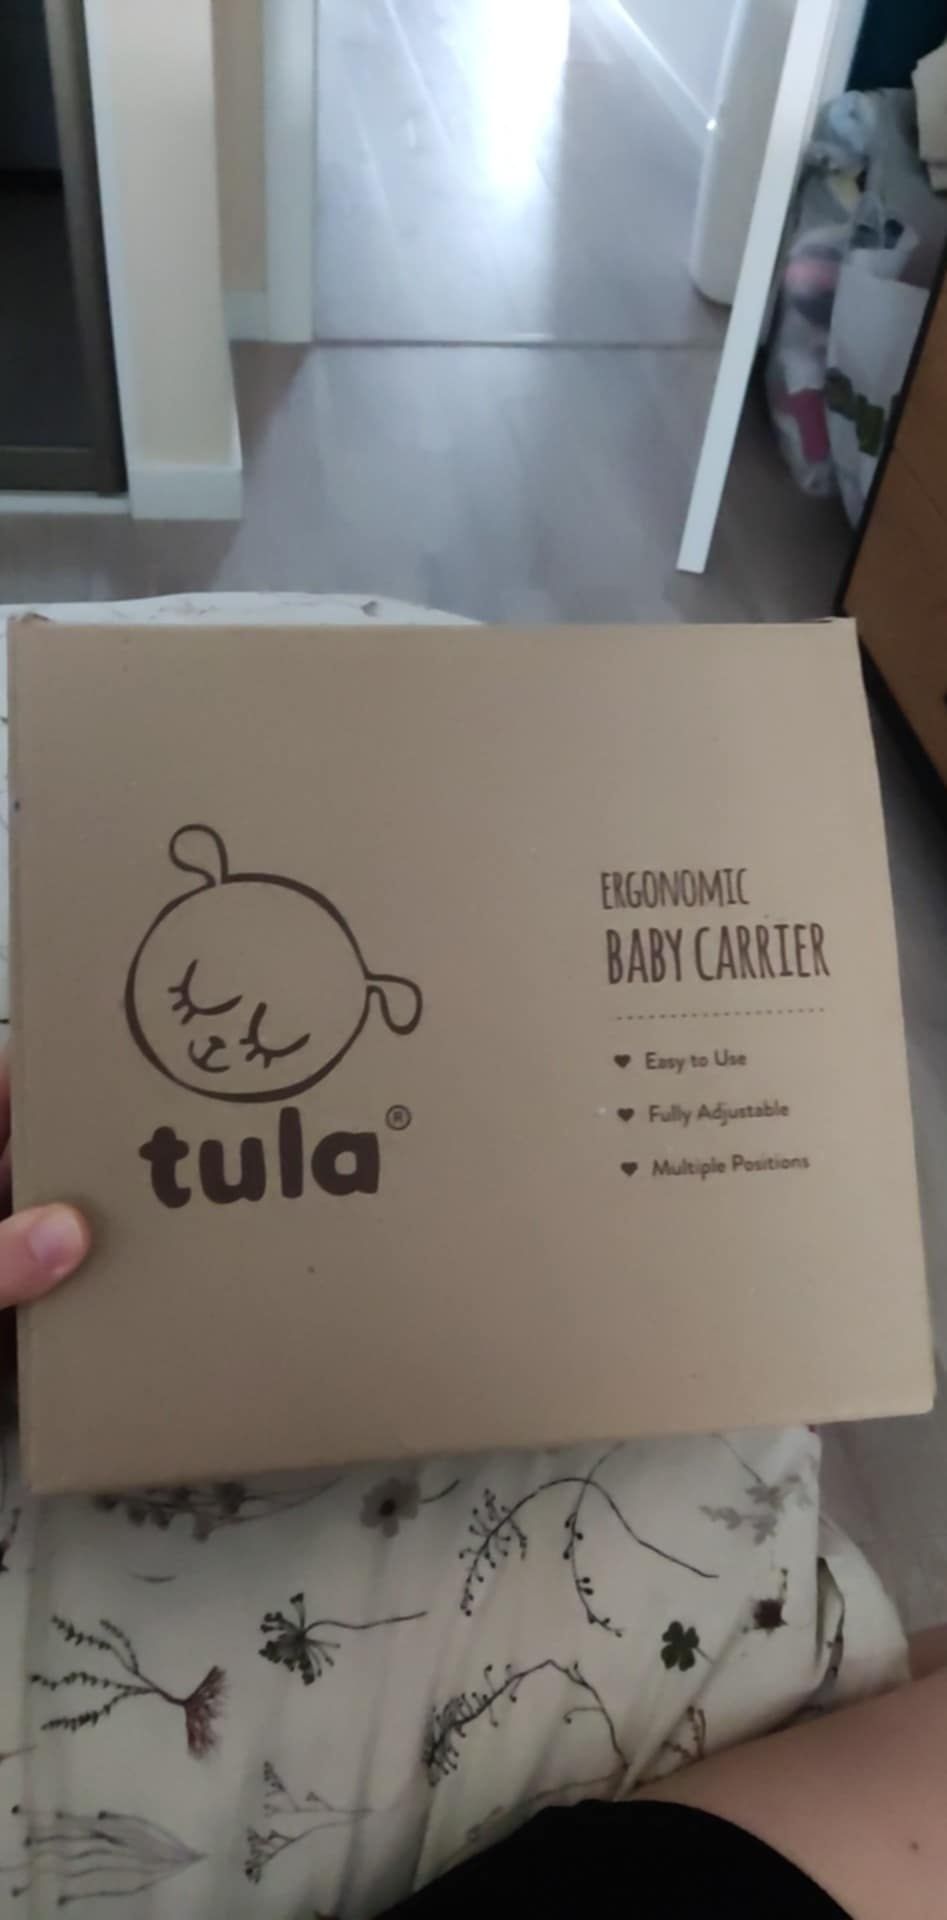 tula®
ERGONOMIC
BABY CARRIER
Easy to Use
Fully Adjustable
Multiple Positions